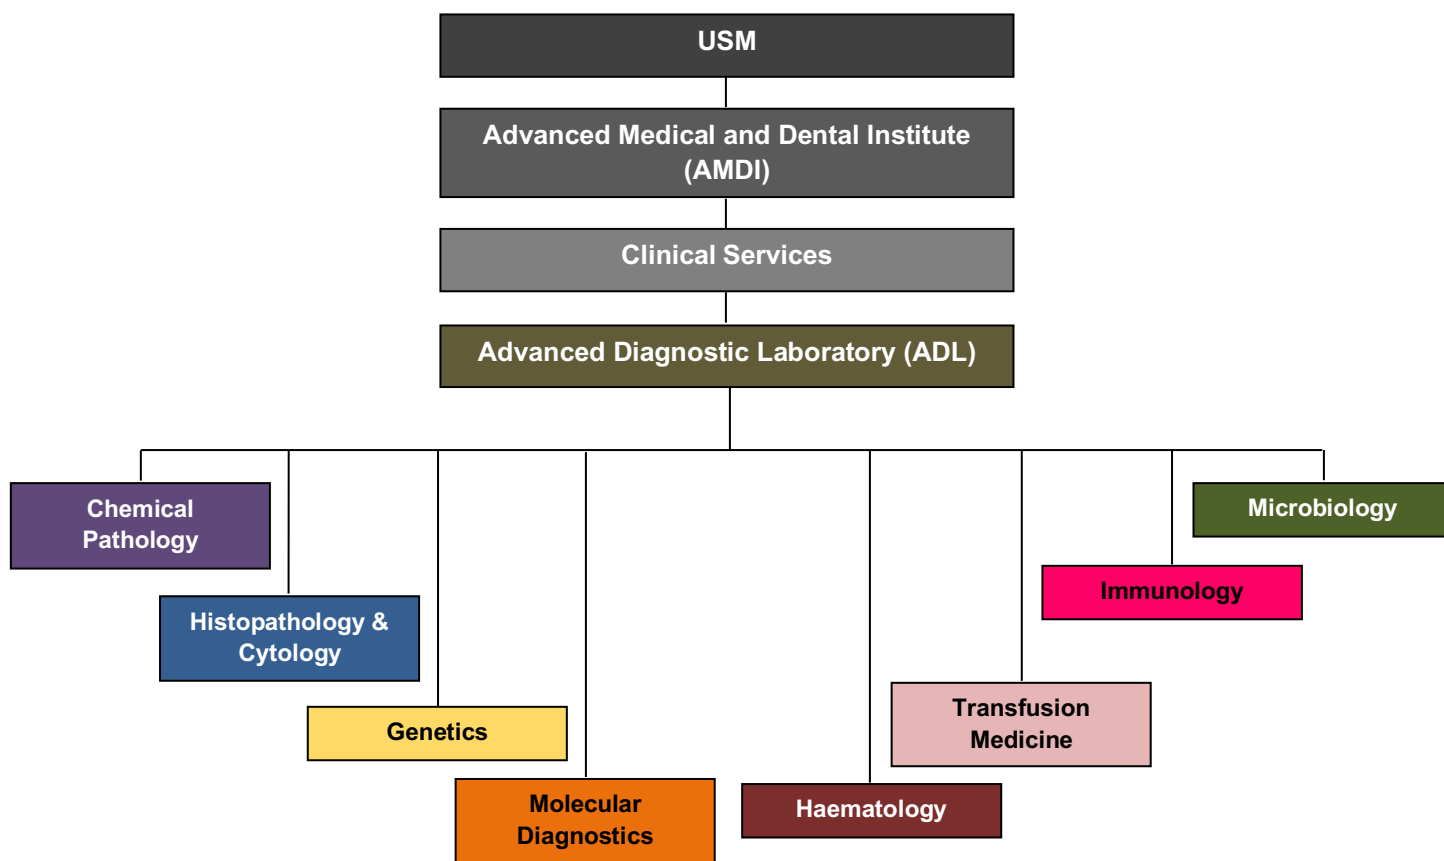 USM
Advanced Medical and Dental Institute
(AMDI)
Clinical Services
Advanced Diagnostic Laboratory (ADL)
Chemical
Pathology
Histopathology &
Cytology
Genetics
Molecular
Diagnostics
Haematology
Transfusion
Medicine
Immunology
Microbiology